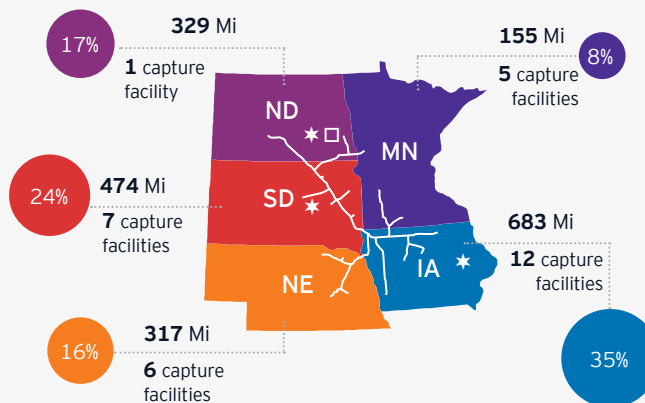 17%
329 Mi
1 capture
facility
155 Mi
5 capture
facilities
8%
ND
MN
24%
474 Mi
7 capture
facilities
SD
683 Mi
12 capture
facilities
IA
NE
35%
16%
317 Mi
6 capture
facilities